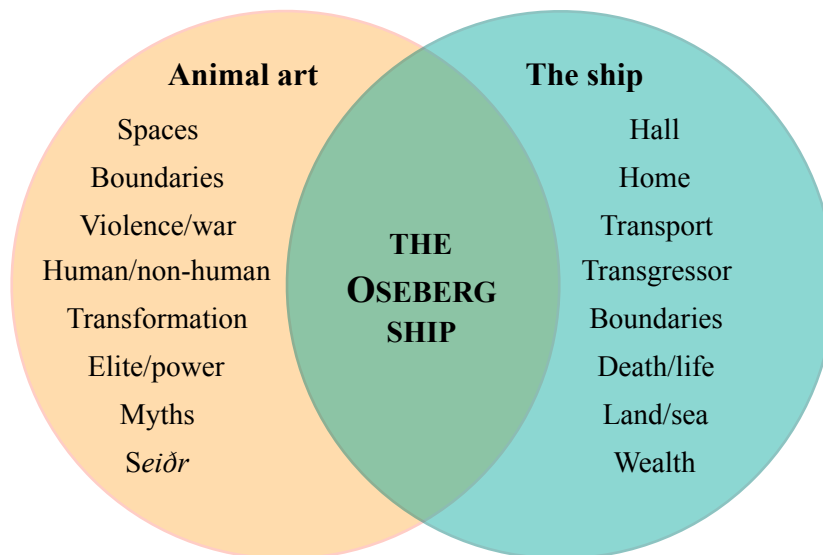 Animal art
Spaces
Boundaries
Violence/war
Human/non-human
Transformation
Elite/power
Myths
Seiðr
THE
OSEBERG
SHIP
The ship
Hall
Home
Transport
Transgressor
Boundaries
Death/life
Land/sea
Wealth